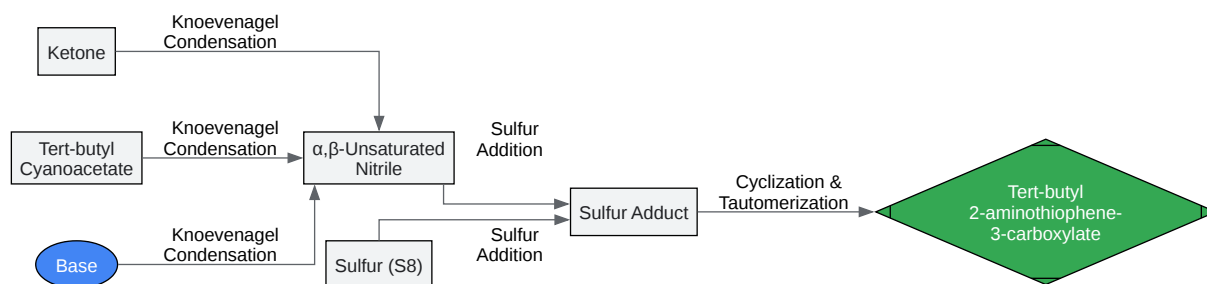 Knoevenagel
Condensation
Ketone
Knoevenagel
Condensation
Tert-butyl
Cyanoacetate
α,β-Unsaturated
Nitrile
Sulfur
Addition
Knoevenagel
Condensation
Base
Sulfur (S8)
Sulfur
Addition
Sulfur Adduct
Cyclization &
Tautomerization
Tert-butyl
2-aminothiophene-
3-carboxylate